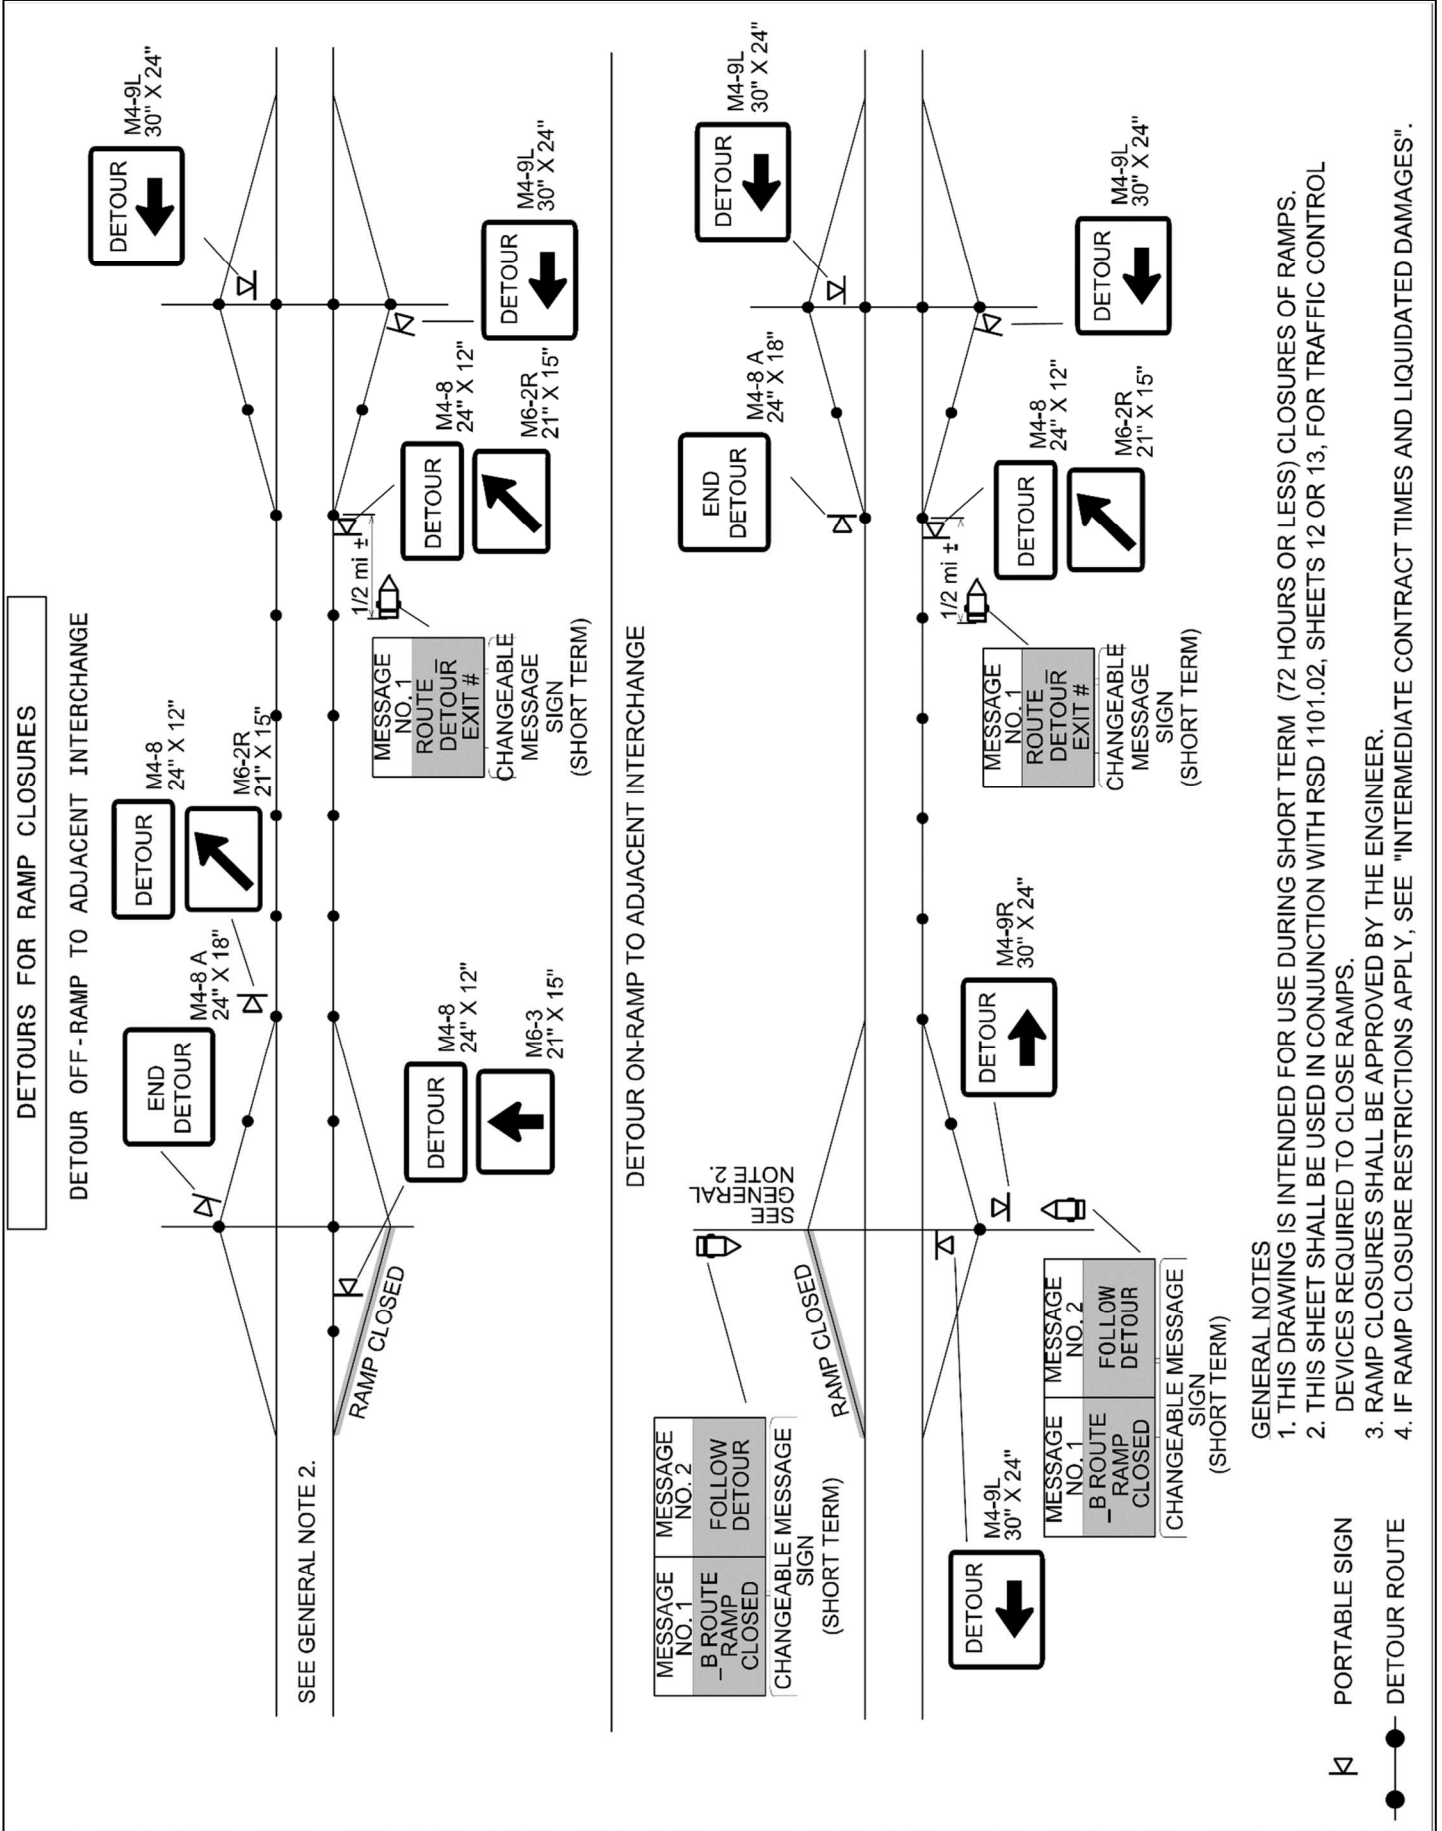 DETOURS FOR RAMP CLOSURES
DETOUR OFF-RAMP TO ADJACENT INTERCHANGE
END
DETOUR
M4-8 A
24" X 18"
DETOUR
M4-8
24" X 12"
M6-2R
21" X 15"
DETOUR
M4-9L
30" X 24"
SEE GENERAL NOTE 2.
RAMP CLOSED
DETOUR
M4-8
24" X 12"
M6-3
21" X 15"
MESSAGE
NO. 1
ROUTE _
DETOUR
EXIT #
CHANGEABLE
MESSAGE
SIGN
(SHORT TERM)
1/2 mi ±
DETOUR
M4-8
24" X 12"
M6-2R
21" X 15"
DETOUR
M4-9L
30" X 24"
DETOUR ON-RAMP TO ADJACENT INTERCHANGE
MESSAGE
NO. 1
MESSAGE
NO. 2
_B ROUTE
RAMP
CLOSED
FOLLOW
DETOUR
CHANGEABLE MESSAGE
SIGN
(SHORT TERM)
SEE
GENERAL
NOTE 2.
RAMP CLOSED
END
DETOUR
M4-8 A
24" X 18"
DETOUR
M4-9L
30" X 24"
DETOUR
M4-9L
30" X 24"
MESSAGE
NO. 1
MESSAGE
NO. 2
_B ROUTE
RAMP
CLOSED
FOLLOW
DETOUR
CHANGEABLE MESSAGE
SIGN
(SHORT TERM)
DETOUR
M4-9R
30" X 24"
MESSAGE
NO. 1
ROUTE _
DETOUR
EXIT #
CHANGEABLE
MESSAGE
SIGN
(SHORT TERM)
1/2 mi ±
DETOUR
M4-8
24" X 12"
M6-2R
21" X 15"
DETOUR
M4-9L
30" X 24"
GENERAL NOTES
1. THIS DRAWING IS INTENDED FOR USE DURING SHORT TERM (72 HOURS OR LESS) CLOSURES OF RAMPS.
2. THIS SHEET SHALL BE USED IN CONJUNCTION WITH RSD 1101.02, SHEETS 12 OR 13, FOR TRAFFIC CONTROL
DEVICES REQUIRED TO CLOSE RAMPS.
3. RAMP CLOSURES SHALL BE APPROVED BY THE ENGINEER.
4. IF RAMP CLOSURE RESTRICTIONS APPLY, SEE "INTERMEDIATE CONTRACT TIMES AND LIQUIDATED DAMAGES".
PORTABLE SIGN
DETOUR ROUTE